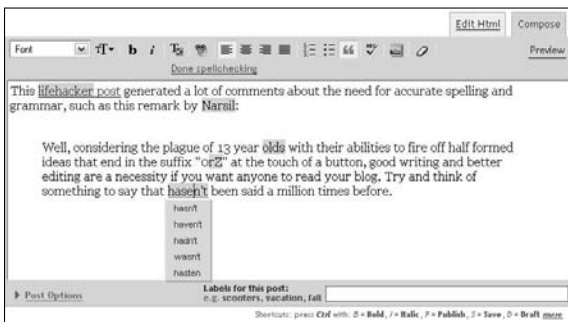 Edit Html Compose
Font b i Preview
Done spellchecking
This lifehacker post generated a lot of comments about the need for accurate spelling and
grammar, such as this remark by Narsil:
Well, considering the plague of 13 year olds with their abilities to fire off half formed
ideas that end in the suffix "orZ" at the touch of a button, good writing and better
editing are a necessity if you want anyone to read your blog. Try and think of
something to say that hasen't been said a million times before.
hasn't
haven't
hadn't
wasn't
hasten
Post Options
Labels for this post:
e.g. scooters, vacation, fall
Shortcuts: press Ctrl with: B = Bold, I = Italic, P = Publish, S = Save, D = Draft more